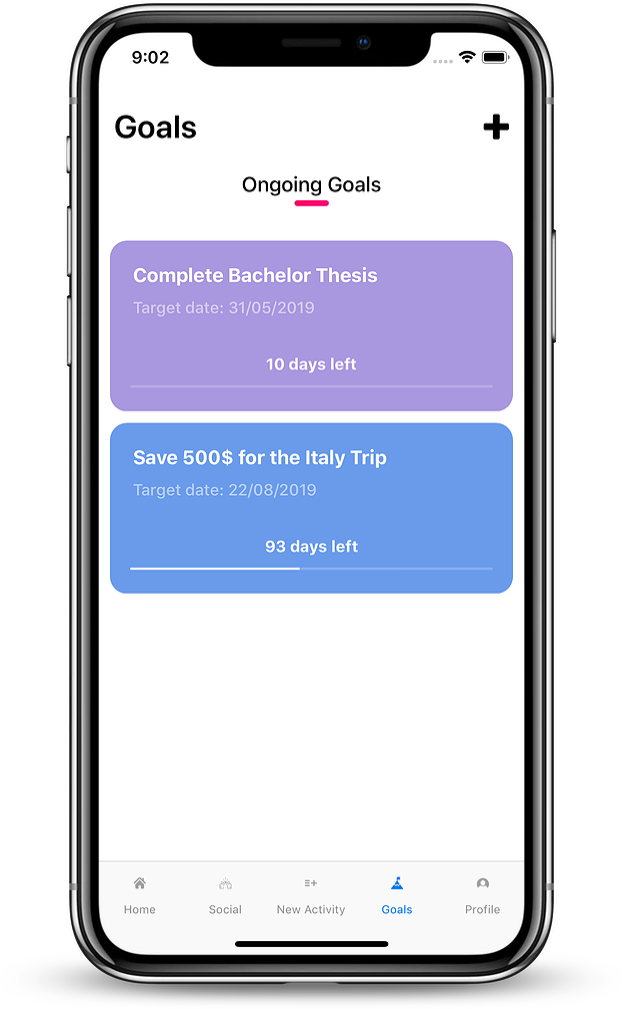 9:02
Goals
Ongoing Goals
Complete Bachelor Thesis
Target date: 31/05/2019
10 days left
Save 500$ for the Italy Trip
Target date: 22/08/2019
93 days left
Home Social New Activity Goals Profile